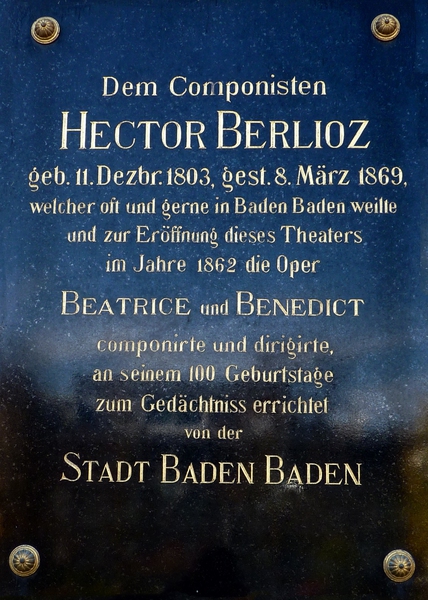 Dem Componisten
HECTOR BERLIOZ
geb. 11. Dezbr. 1803, gest. 8. März 1869,
welcher oft und gerne in Baden Baden weilte
und zur Eröffnung dieses Theaters
im Jahre 1862 die Oper
BEATRICE und BENEDICT
componirte und dirigirte,
an seinem 100 Geburtstage
zum Gedächtniss errichtet
von der
STADT BADEN BADEN